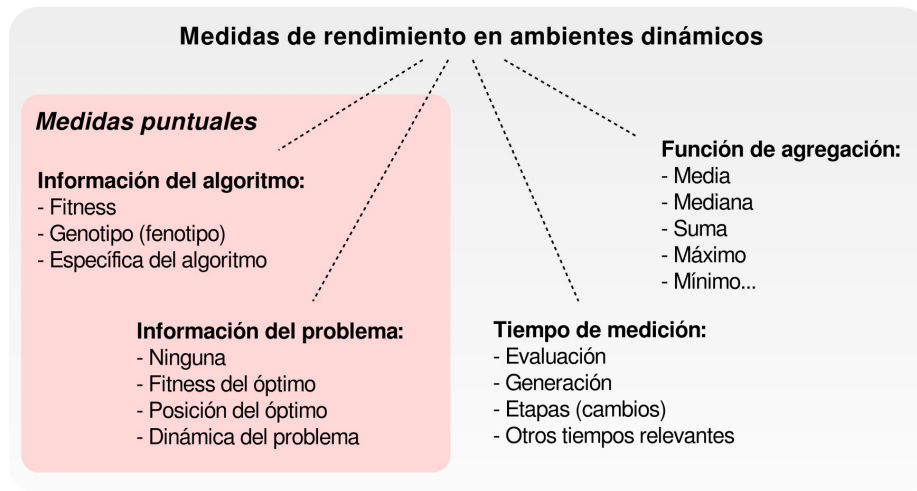 Medidas de rendimiento en ambientes dinámicos
Medidas puntuales
Información del algoritmo:
- Fitness
- Genotipo (fenotipo)
- Específica del algoritmo
Función de agregación:
- Media
- Mediana
- Suma
- Máximo
- Mínimo...
Información del problema:
- Ninguna
- Fitness del óptimo
- Posición del óptimo
- Dinámica del problema
Tiempo de medición:
- Evaluación
- Generación
- Etapas (cambios)
- Otros tiempos relevantes